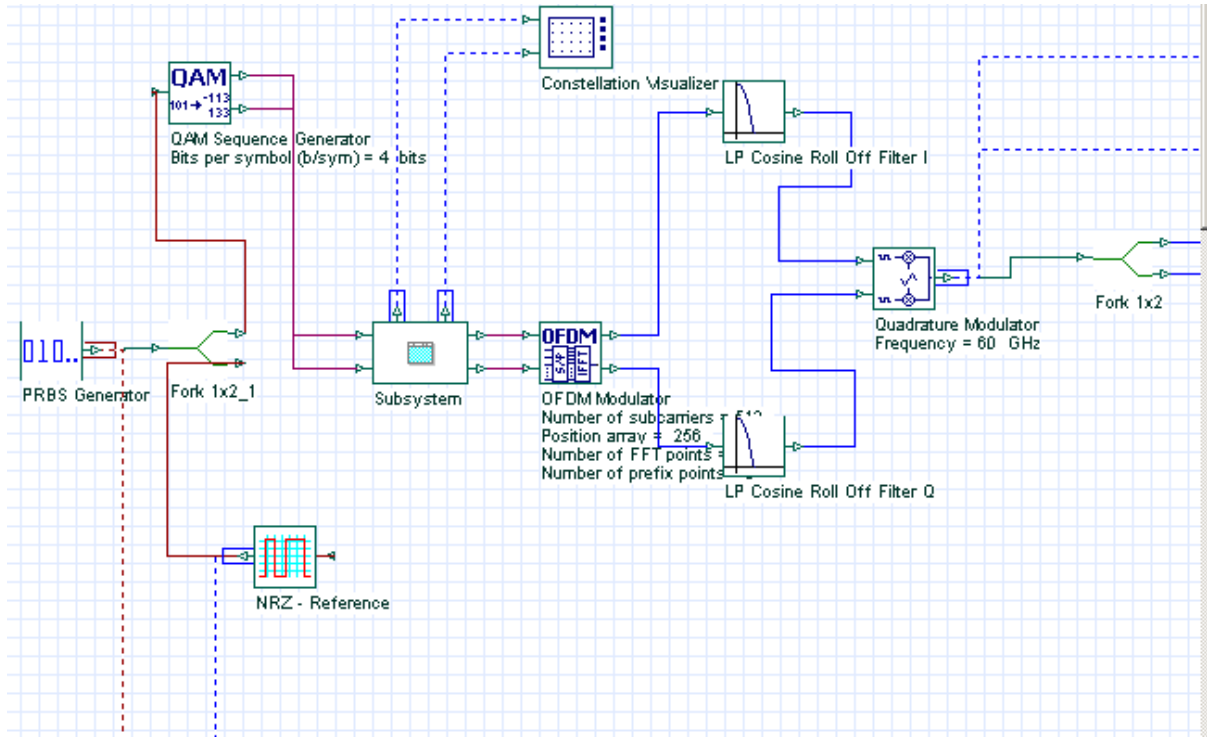 Constellation Visualizer
QAM
101→ -113
133
QAM Sequence Generator
Bits per symbol (b/sym) = 4 bits
LP Cosine Roll Off Filter I
Quadrature Modulator
Frequency = 60 GHz
Fork 1x2
010..
PRBS Generator
Fork 1x2_1
Subsystem
OFDM
S/P
IFFT
OFDM Modulator
Number of subcarriers =
Position array = 256
Number of FFT points =
Number of prefix points
LP Cosine Roll Off Filter Q
NRZ - Reference